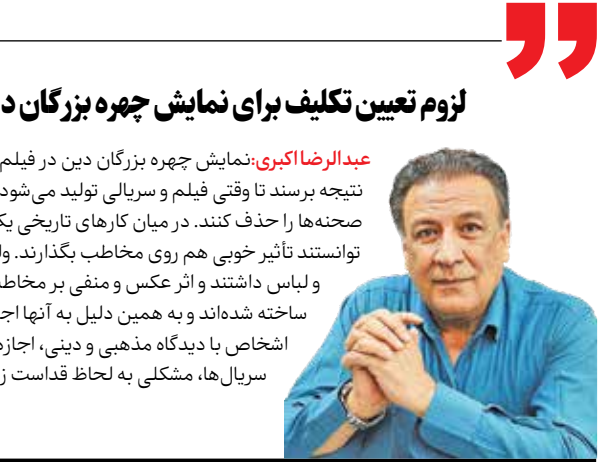 لزوم تعیین تکلیف برای نمایش چهره بزرگان د
عبدالرضا اکبری: نمایش چهره بزرگان دین در فیلم
نتیجه برسند تا وقتی فیلم و سریالی تولید می‌شود
صحنه‌ها را حذف کنند. در میان کارهای تاریخی یک
توانستند تأثیر خوبی هم روی مخاطب بگذارند. ول
و لباس داشتند و اثر عکس و منفی بر مخاطب
ساخته شده‌اند و به همین دلیل به آنها اج
اشخاص با دیدگاه مذهبی و دینی، اجازه
سریال‌ها، مشکلی به لحاظ قداست ز